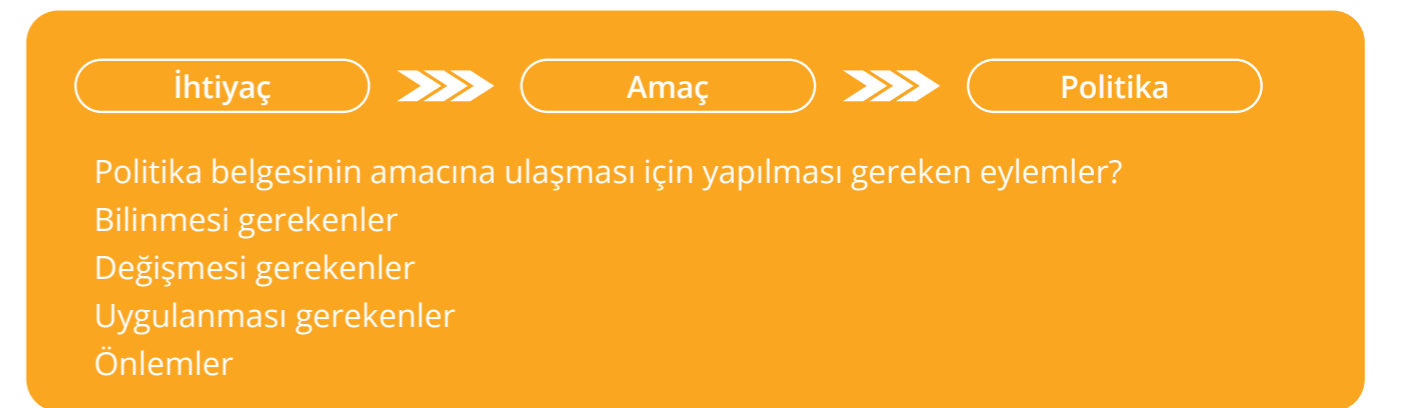 İhtiyaç Amaç Politika
Politika belgesinin amacına ulaşması için yapılması gereken eylemler?
Bilinmesi gerekenler
Değişmesi gerekenler
Uygulanması gerekenler
Önlemler